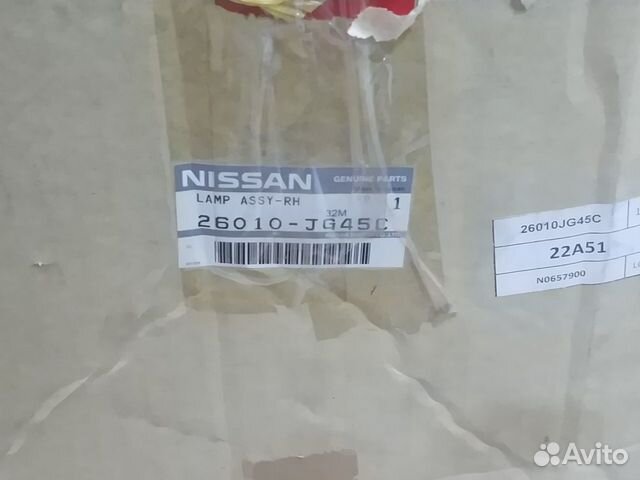 NISSAN
GENUINE PARTS
LAMP ASSY-RH
32M
1
26010-JG45C
26010JG45C
22A51
N0657900
Avito